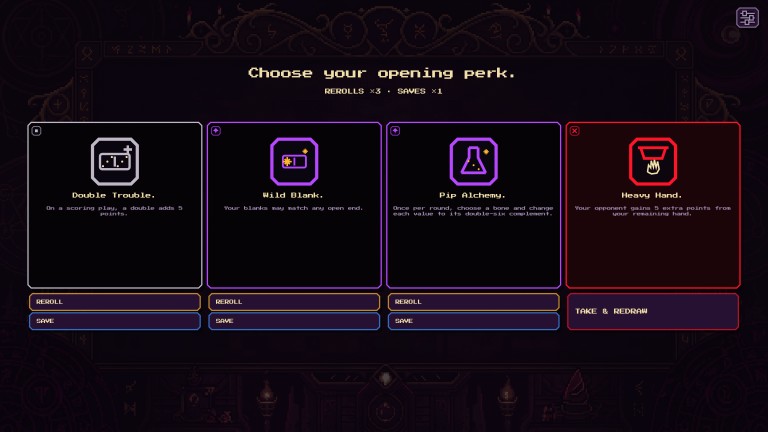 Choose your opening perk.
REROLLS ×3 · SAVES ×1
Double Trouble.
On a scoring play, a double adds 5
points.
REROLL
SAVE
Wild Blank.
Your blanks may match any open end.
REROLL
SAVE
Pip Alchemy.
Once per round, choose a bone and change
each value to its double-six complement.
REROLL
SAVE
Heavy Hand.
Your opponent gains 5 extra points from
your remaining hand.
TAKE & REDRAW